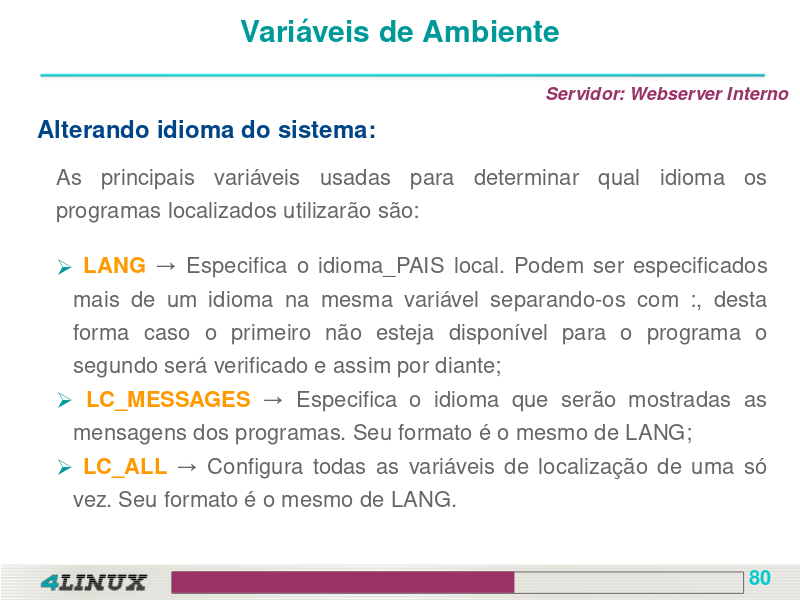 Variáveis de Ambiente
Servidor: Webserver Interno
Alterando idioma do sistema:
As principais variáveis usadas para determinar qual idioma os
programas localizados utilizarão são:
➢ LANG → Especifica o idioma_PAIS local. Podem ser especificados
mais de um idioma na mesma variável separando-os com :, desta
forma caso o primeiro não esteja disponível para o programa o
segundo será verificado e assim por diante;
➢ LC_MESSAGES → Especifica o idioma que serão mostradas as
mensagens dos programas. Seu formato é o mesmo de LANG;
➢ LC_ALL → Configura todas as variáveis de localização de uma só
vez. Seu formato é o mesmo de LANG.
4LINUX
80